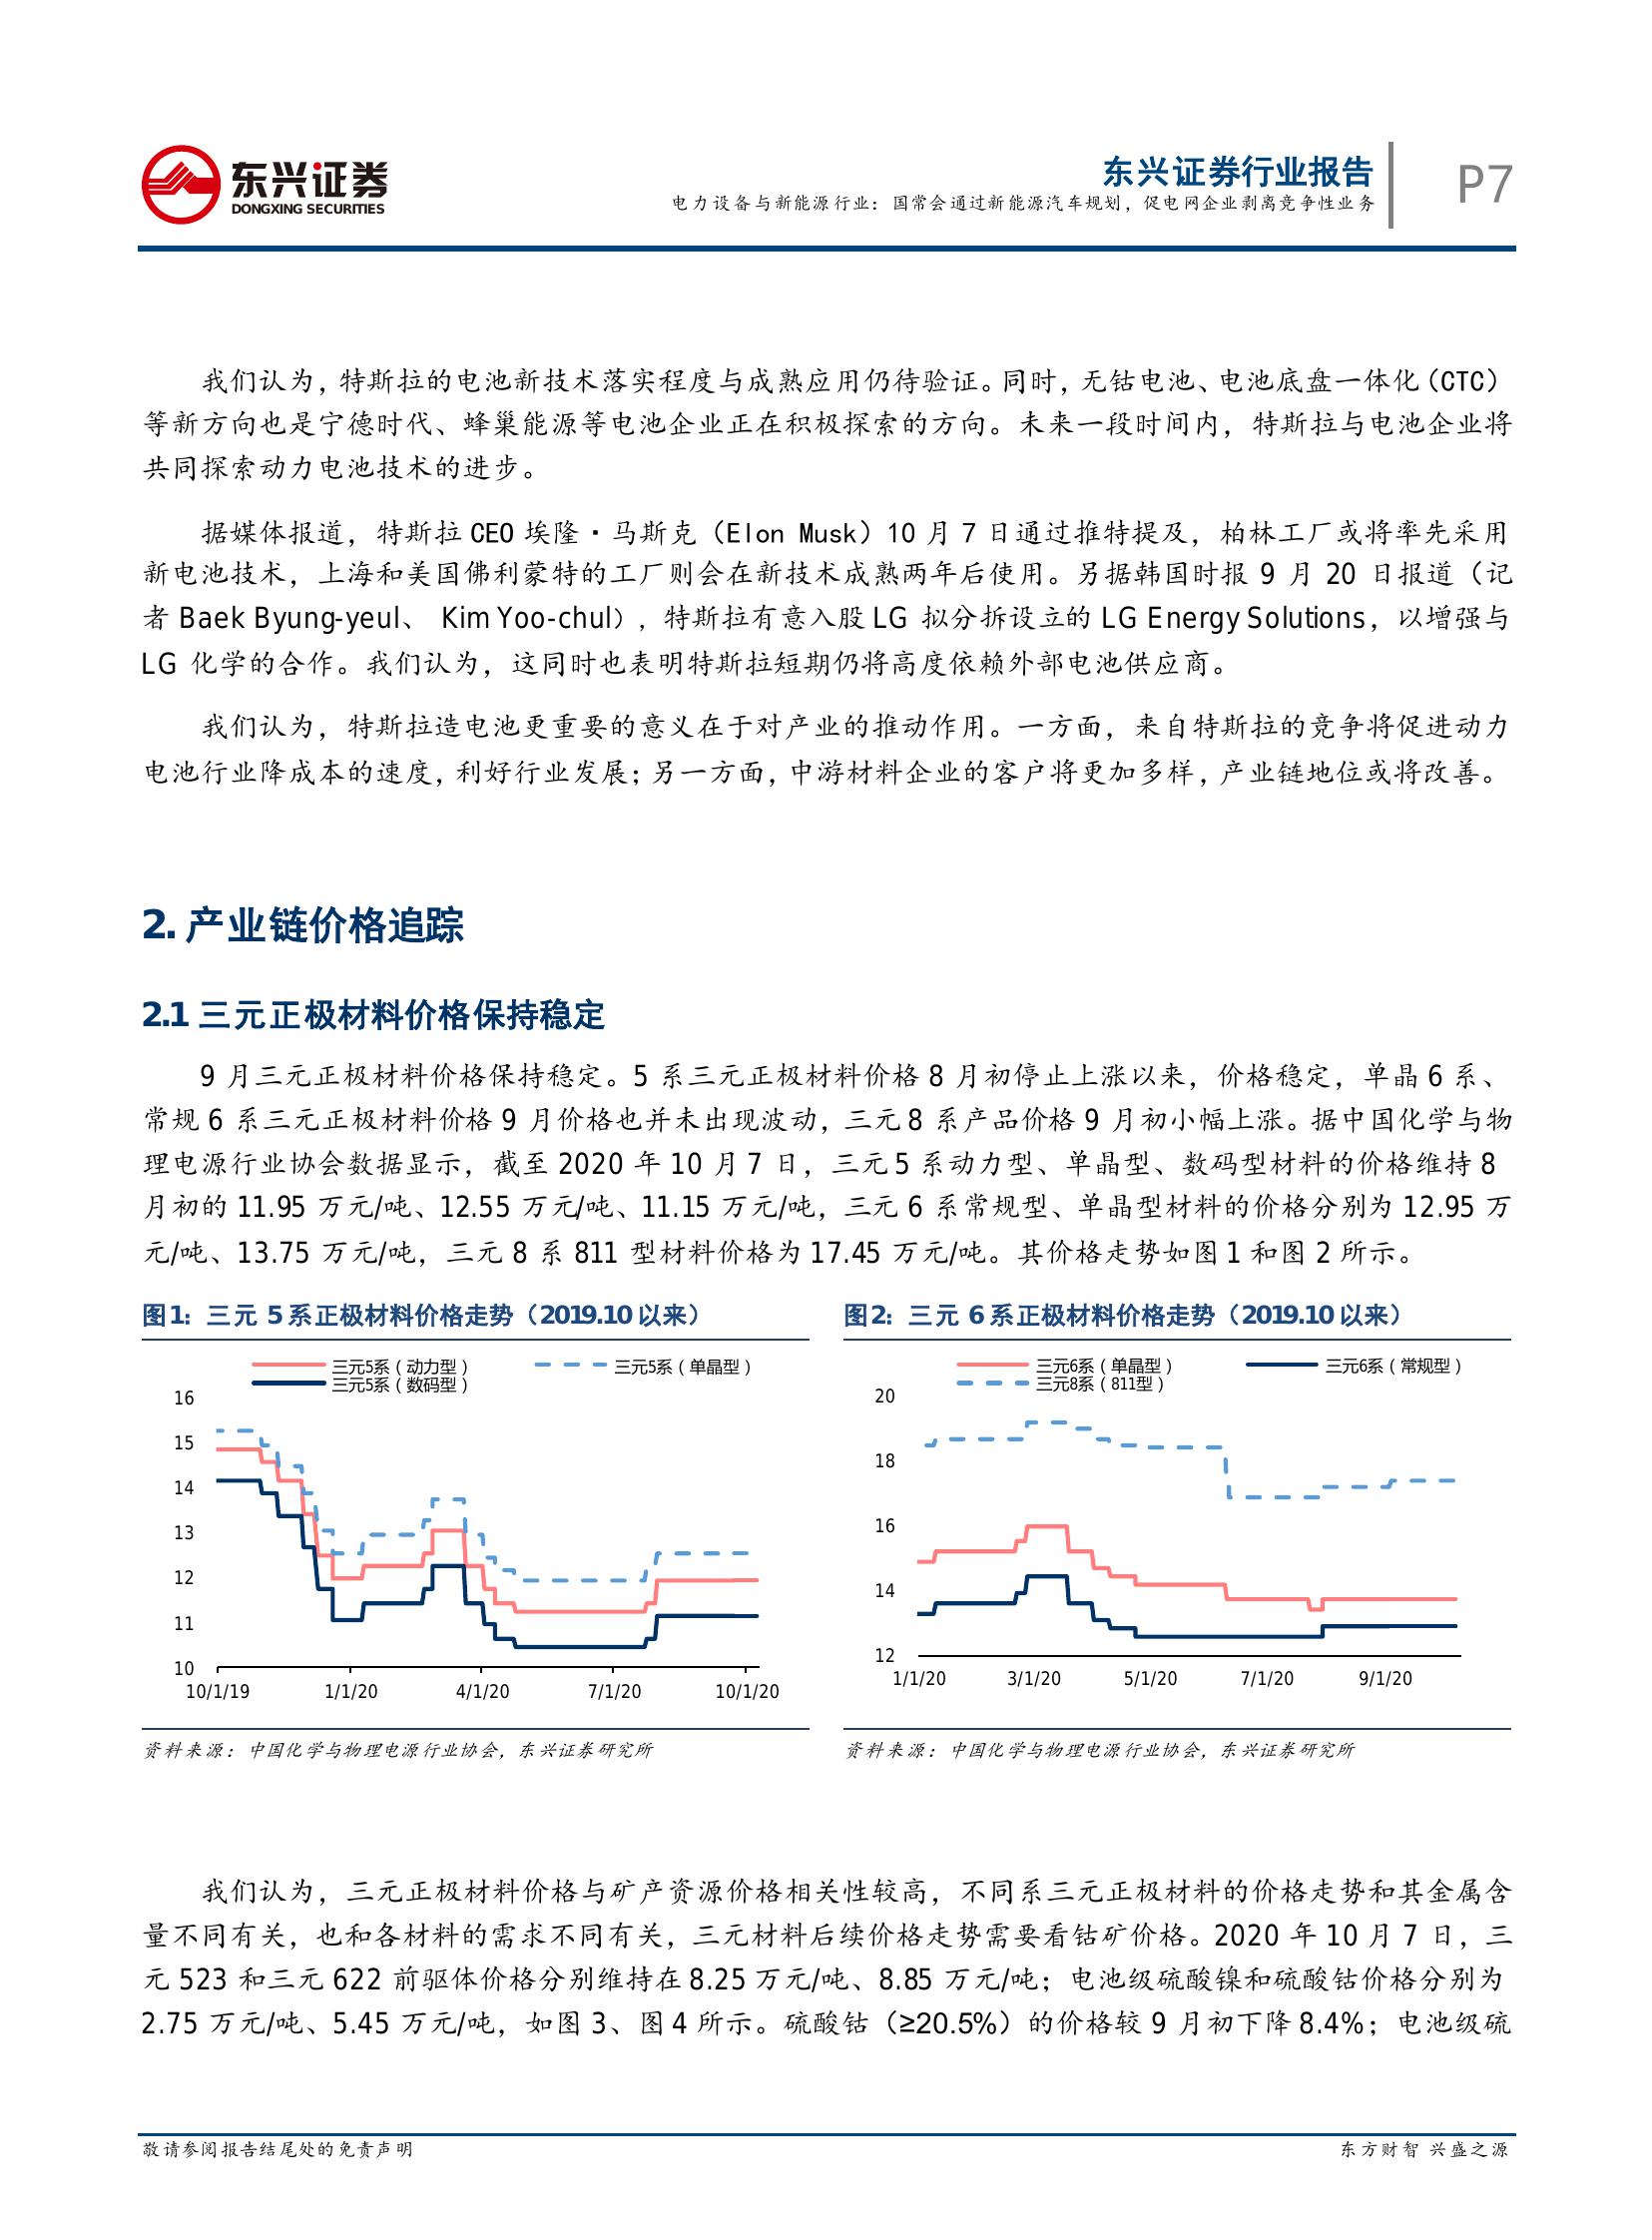 东兴证券
DONGXING SECURITIES
东兴证券行业报告
电力设备与新能源行业：国常会通过新能源汽车规划，促电网企业剥离竞争性业务
P7
我们认为，特斯拉的电池新技术落实程度与成熟应用仍待验证。同时，无钴电池、电池底盘一体化（CTC）
等新方向也是宁德时代、蜂巢能源等电池企业正在积极探索的方向。未来一段时间内，特斯拉与电池企业将
共同探索动力电池技术的进步。
据媒体报道，特斯拉 CEO 埃隆·马斯克（Elon Musk）10 月 7 日通过推特提及，柏林工厂或将率先采用
新电池技术，上海和美国佛利蒙特的工厂则会在新技术成熟两年后使用。另据韩国时报 9 月 20 日报道（记
者 Baek Byung-yeul、 Kim Yoo-chul），特斯拉有意入股 LG 拟分拆设立的 LG Energy Solutions，以增强与
LG 化学的合作。我们认为，这同时也表明特斯拉短期仍将高度依赖外部电池供应商。
我们认为，特斯拉造电池更重要的意义在于对产业的推动作用。一方面，来自特斯拉的竞争将促进动力
电池行业降成本的速度，利好行业发展；另一方面，中游材料企业的客户将更加多样，产业链地位或将改善。
2. 产业链价格追踪
2.1 三元正极材料价格保持稳定
9 月三元正极材料价格保持稳定。5 系三元正极材料价格 8 月初停止上涨以来，价格稳定，单晶 6 系、
常规 6 系三元正极材料价格 9 月价格也并未出现波动，三元 8 系产品价格 9 月初小幅上涨。据中国化学与物
理电源行业协会数据显示，截至 2020 年 10 月 7 日，三元 5 系动力型、单晶型、数码型材料的价格维持 8
月初的 11.95 万元/吨、12.55 万元/吨、11.15 万元/吨，三元 6 系常规型、单晶型材料的价格分别为 12.95 万
元/吨、13.75 万元/吨，三元 8 系 811 型材料价格为 17.45 万元/吨。其价格走势如图 1 和图 2 所示。
图1：三元 5 系正极材料价格走势（2019.10 以来）
三元5系（动力型） 三元5系（单晶型）
三元5系（数码型）
16
15
14
13
12
11
10
10/1/19 1/1/20 4/1/20 7/1/20 10/1/20
资料来源：中国化学与物理电源行业协会，东兴证券研究所
图2：三元 6 系正极材料价格走势（2019.10 以来）
三元6系（单晶型） 三元6系（常规型）
三元8系（811型）
20
18
16
14
12
1/1/20 3/1/20 5/1/20 7/1/20 9/1/20
资料来源：中国化学与物理电源行业协会，东兴证券研究所
我们认为，三元正极材料价格与矿产资源价格相关性较高，不同系三元正极材料的价格走势和其金属含
量不同有关，也和各材料的需求不同有关，三元材料后续价格走势需要看钴矿价格。2020 年 10 月 7 日，三
元 523 和三元 622 前驱体价格分别维持在 8.25 万元/吨、8.85 万元/吨；电池级硫酸镍和硫酸钴价格分别为
2.75 万元/吨、5.45 万元/吨，如图 3、图 4 所示。硫酸钴（≥20.5%）的价格较 9 月初下降 8.4%；电池级硫
敬请参阅报告结尾处的免责声明
东方财智 兴盛之源